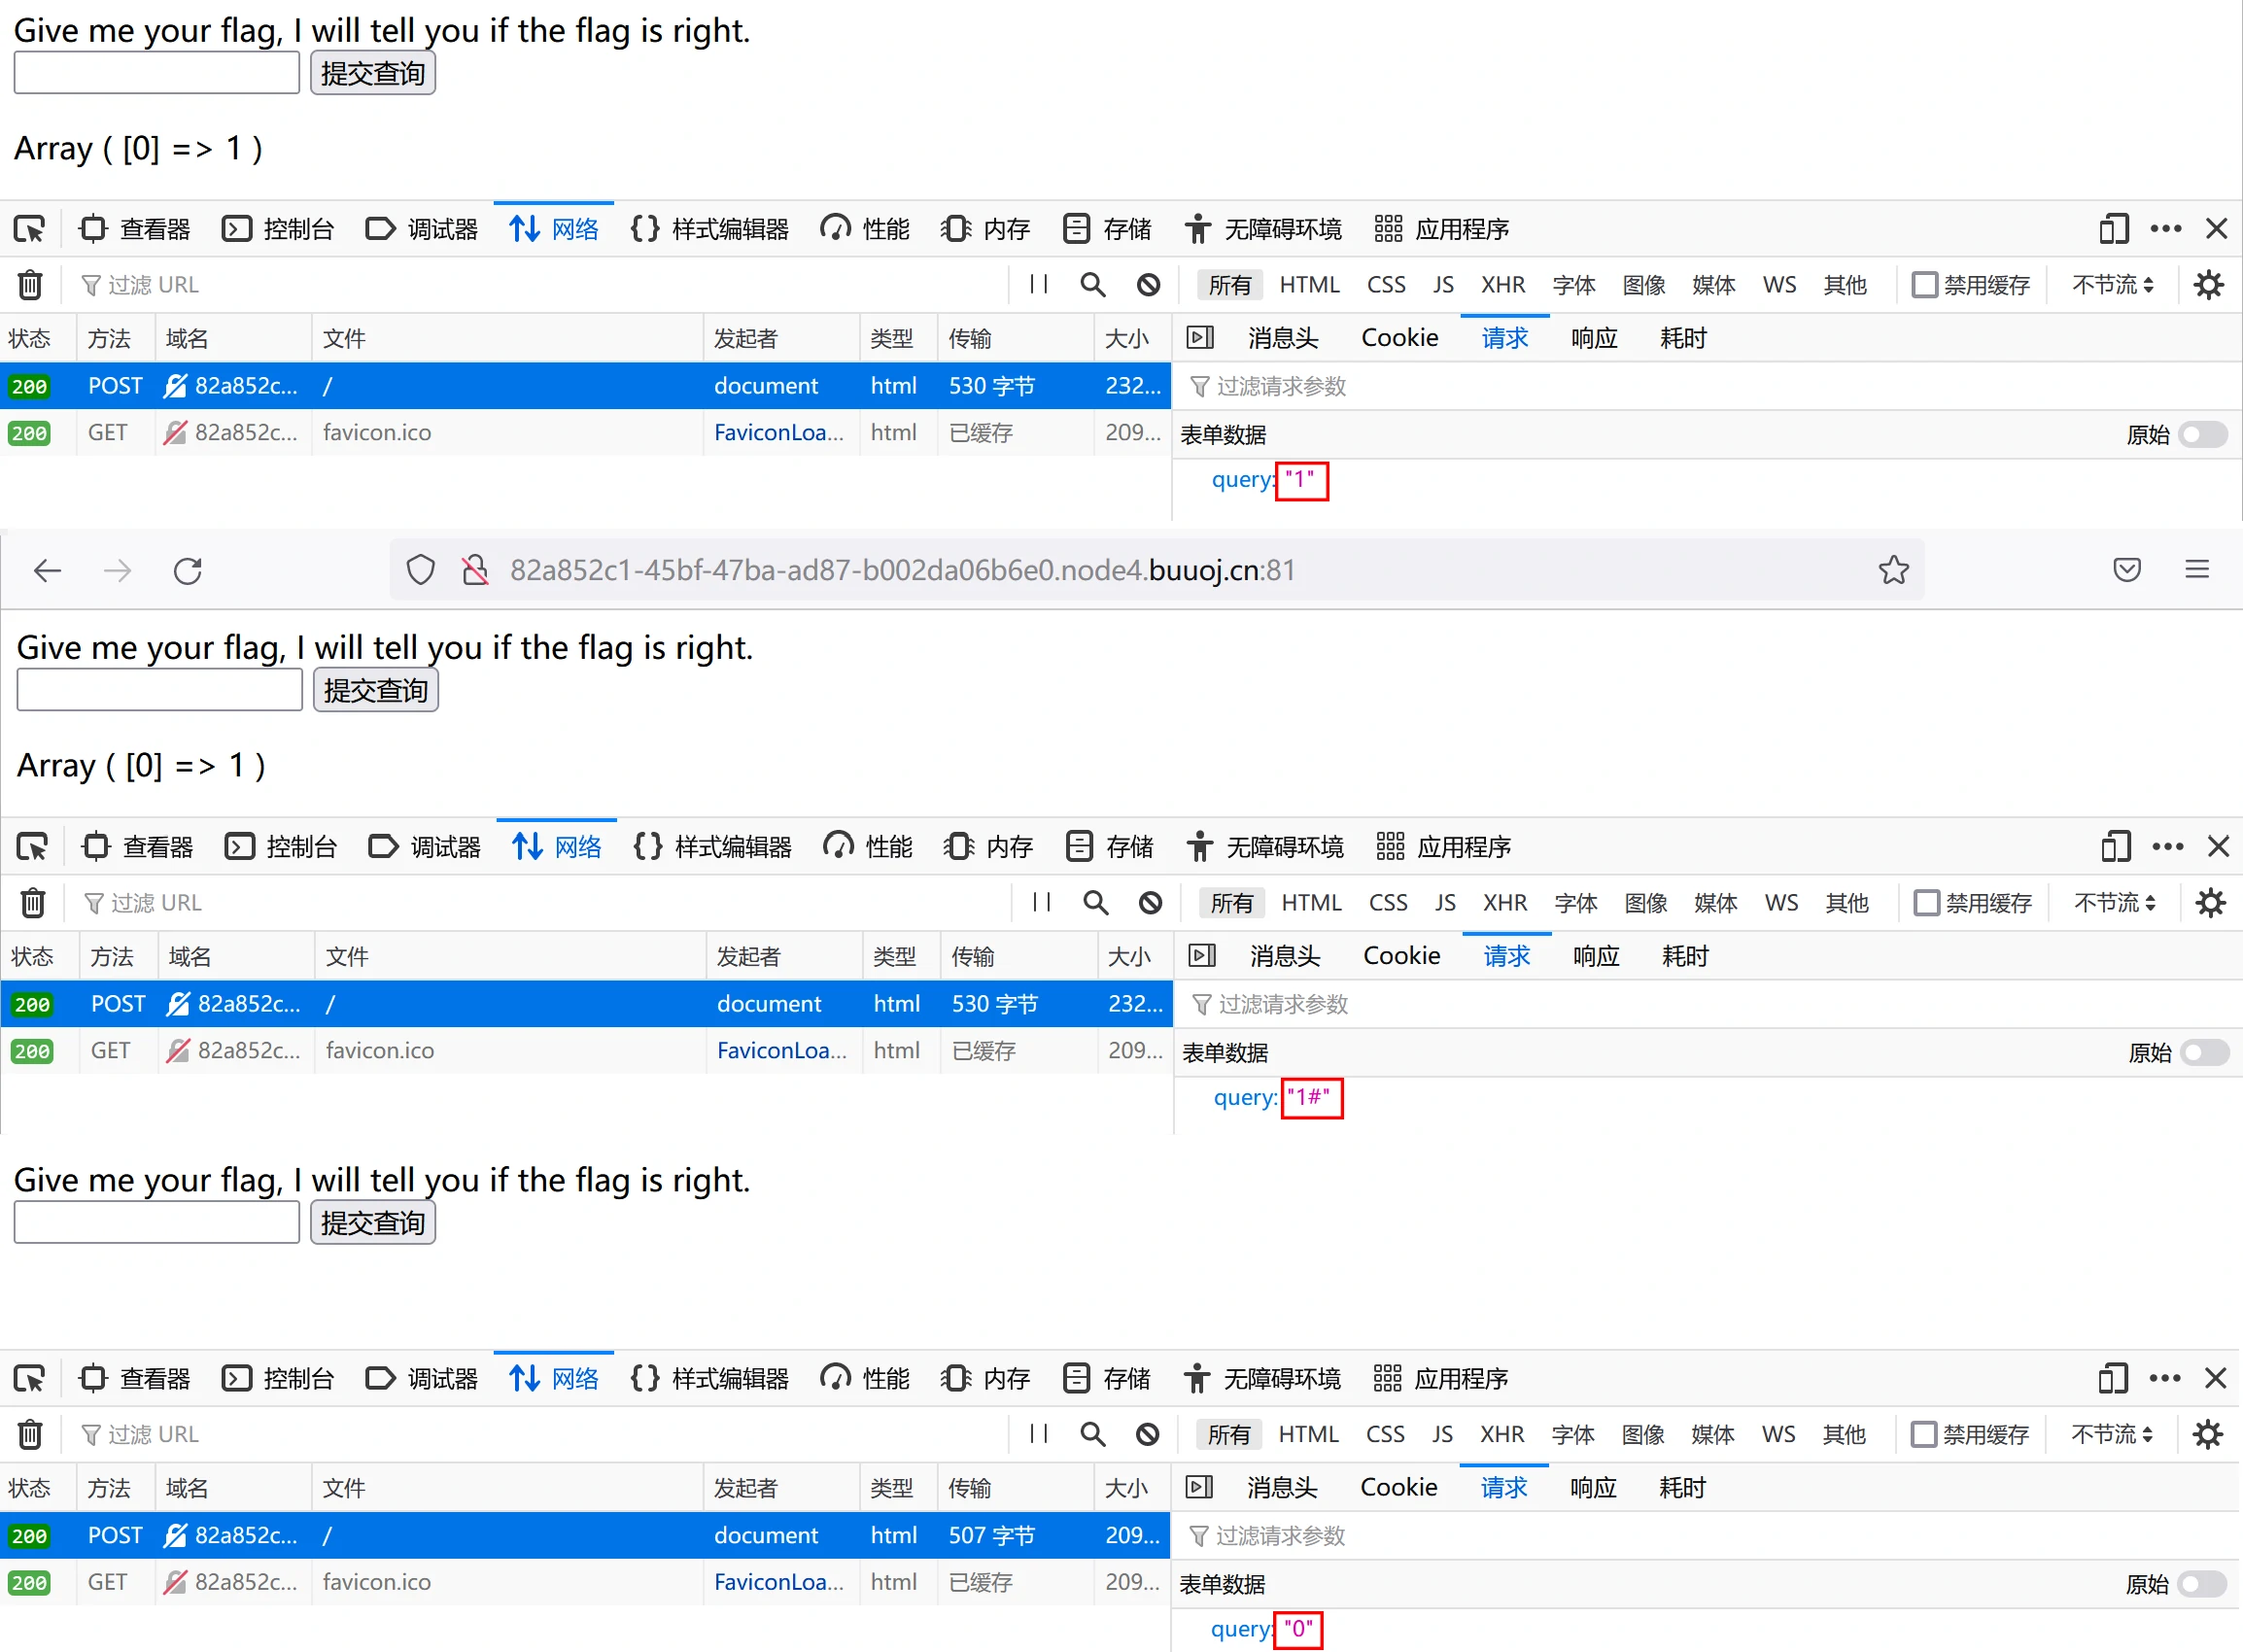 Give me your flag, I will tell you if the flag is right.
提交查询
Array ( [0] => 1 )
查看器 控制台 调试器 网络 {} 样式编辑器 性能 内存 存储 无障碍环境 应用程序
过滤 URL 所有 HTML CSS JS XHR 字体 图像 媒体 WS 其他 禁用缓存 不节流
状态 方法 域名 文件 发起者 类型 传输 大小 消息头 Cookie 请求 响应 耗时
200 POST 82a852c... / document html 530 字节 232... 过滤请求参数
200 GET 82a852c... favicon.ico FaviconLoa... html 已缓存 209... 表单数据 原始
query: "1"
82a852c1-45bf-47ba-ad87-b002da06b6e0.node4.buuoj.cn:81
Give me your flag, I will tell you if the flag is right.
提交查询
Array ( [0] => 1 )
查看器 控制台 调试器 网络 {} 样式编辑器 性能 内存 存储 无障碍环境 应用程序
过滤 URL 所有 HTML CSS JS XHR 字体 图像 媒体 WS 其他 禁用缓存 不节流
状态 方法 域名 文件 发起者 类型 传输 大小 消息头 Cookie 请求 响应 耗时
200 POST 82a852c... / document html 530 字节 232... 过滤请求参数
200 GET 82a852c... favicon.ico FaviconLoa... html 已缓存 209... 表单数据 原始
query: "1#"
Give me your flag, I will tell you if the flag is right.
提交查询
查看器 控制台 调试器 网络 {} 样式编辑器 性能 内存 存储 无障碍环境 应用程序
过滤 URL 所有 HTML CSS JS XHR 字体 图像 媒体 WS 其他 禁用缓存 不节流
状态 方法 域名 文件 发起者 类型 传输 大小 消息头 Cookie 请求 响应 耗时
200 POST 82a852c... / document html 507 字节 209... 过滤请求参数
200 GET 82a852c... favicon.ico FaviconLoa... html 已缓存 209... 表单数据 原始
query: "0"